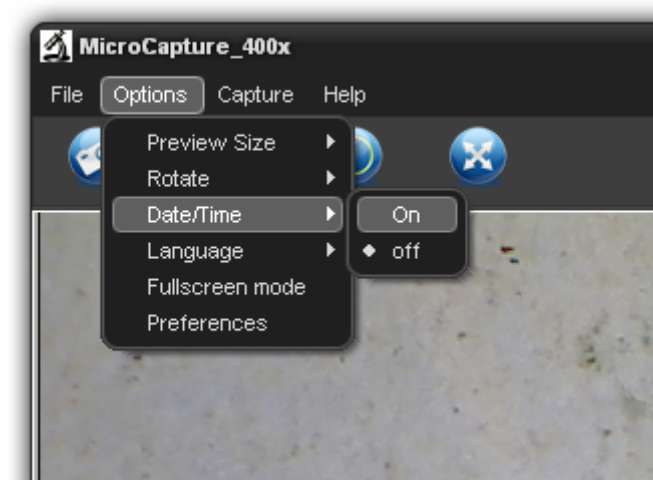 MicroCapture_400x
File Options Capture Help
Preview Size
Rotate
Date/Time
On
Language
off
Fullscreen mode
Preferences